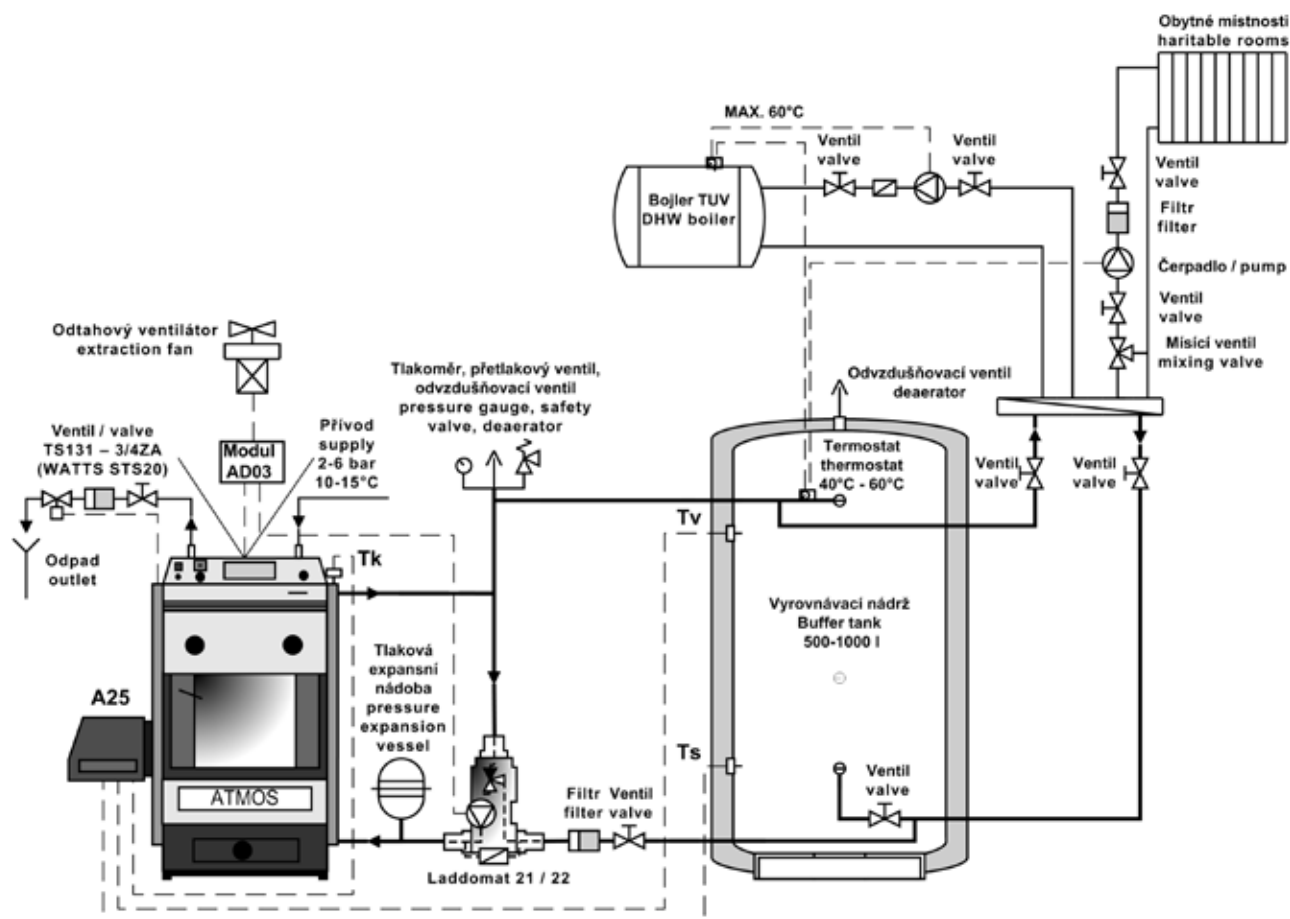 Obytné místnosti
haritable rooms
MAX. 60°C
Ventil
valve
Ventil
valve
Ventil
valve
Bojler TUV
DHW boiler
Filtr
filter
Čerpadlo / pump
Ventil
valve
Mísící ventil
mixing valve
Odtahový ventilátor
extraction fan
Tlakoměr, přetlakový ventil,
odvzdušňovací ventil
pressure gauge, safety
valve, deaerator
Odvzdušňovací ventil
deaerator
Ventil / valve
TS131 – 3/4ZA
(WATTS STS20)
Modul
AD03
Přívod
supply
2-6 bar
10-15°C
Termostat
thermostat
40°C - 60°C
Ventil
valve
Ventil
valve
Odpad
outlet
Tk
Tv
Vyrovnávací nádrž
Buffer tank
500-1000 l
Tlaková
expansní
nádoba
pressure
expansion
vessel
A25
Ts
Ventil
valve
ATMOS
Filtr
filter
Ventil
valve
Laddomat 21 / 22